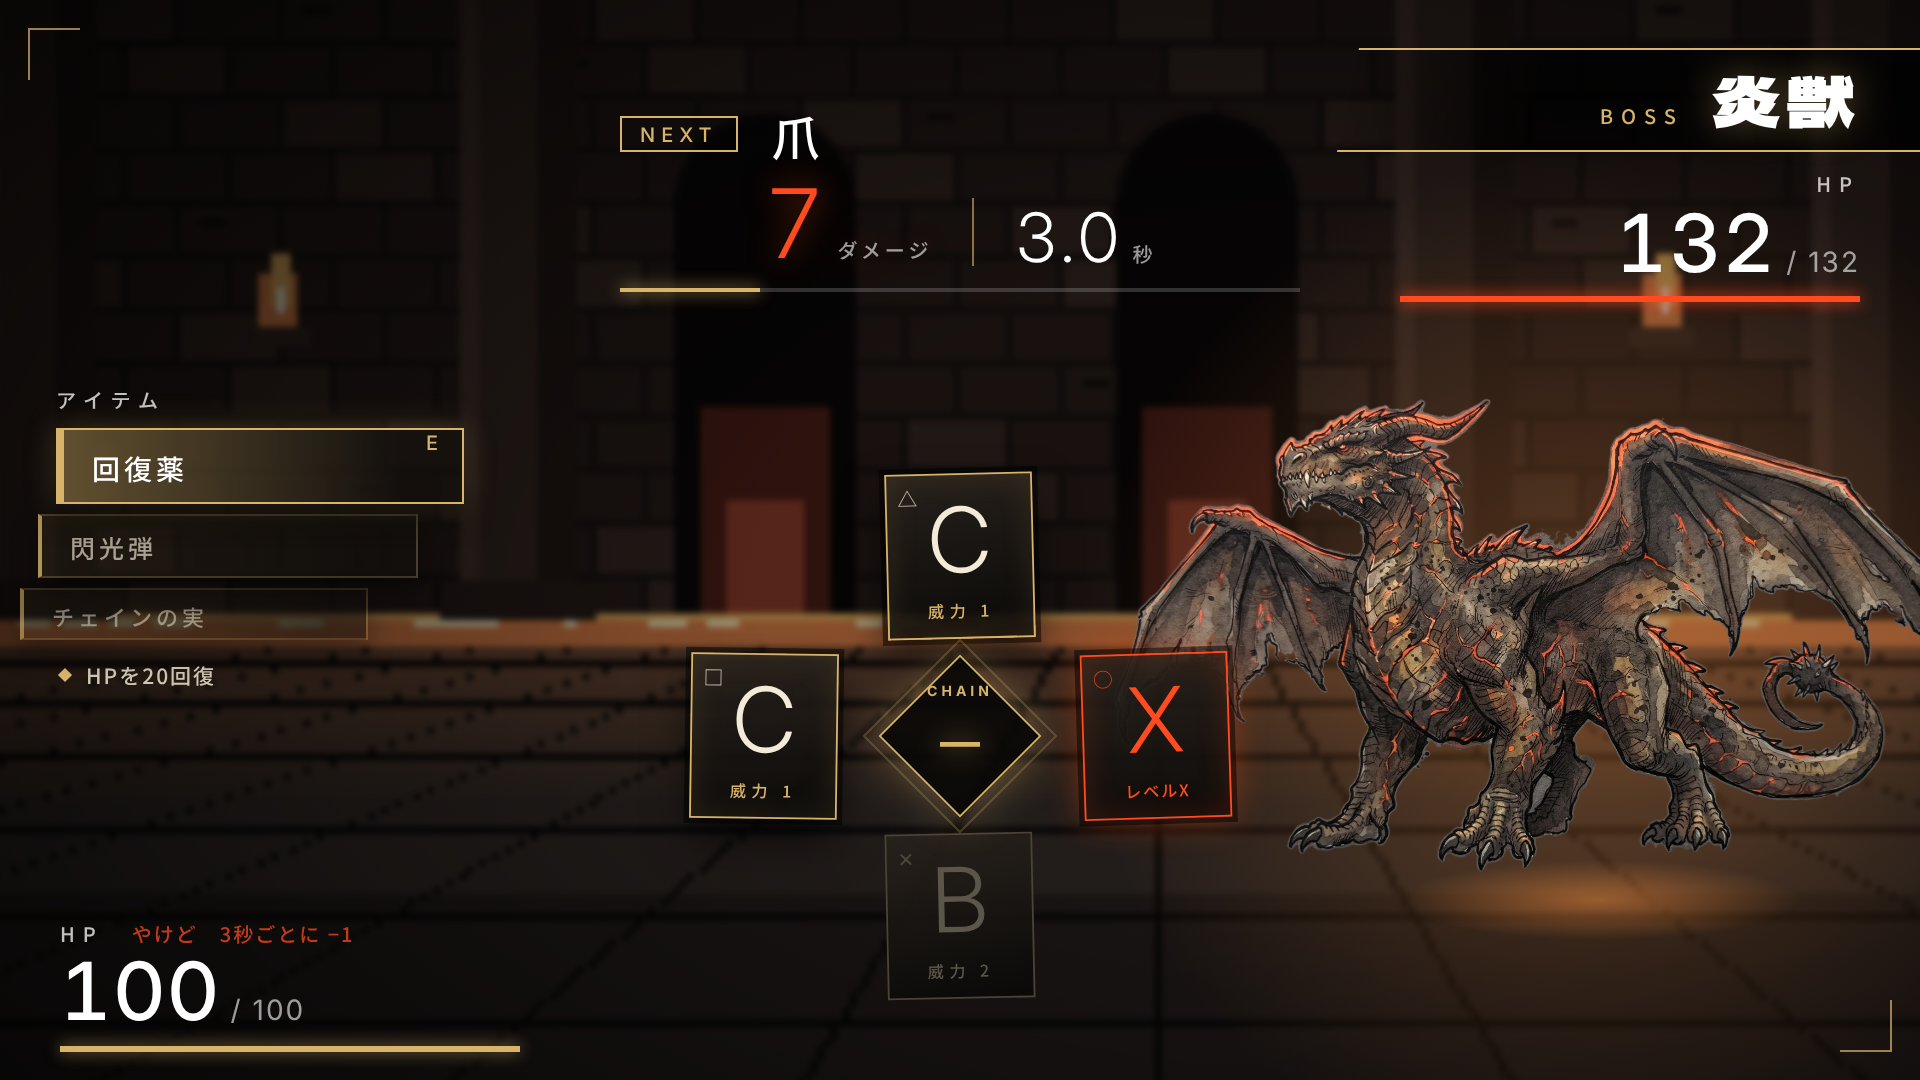 NEXT 爪
7 ダメージ 3.0 秒
BOSS 炎獣
HP
132 / 132
アイテム
回復薬 E
閃光弾
チェインの実
HPを20回復
△
C
威力 1
□
C
威力 1
CHAIN
—
○
X
レベルX
×
B
威力 2
HP やけど 3秒ごとに −1
100 / 100